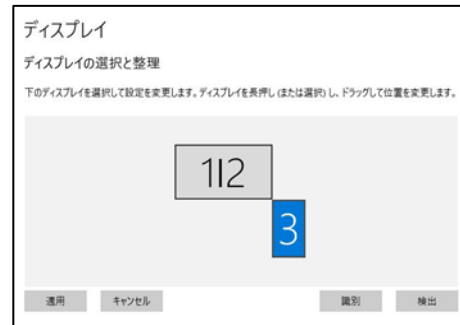 ディスプレイ
ディスプレイの選択と整理
下のディスプレイを選択して設定を変更します。ディスプレイを長押し (または選択) し、ドラッグして位置を変更します。
1|2
3
適用
キャンセル
識別
検出